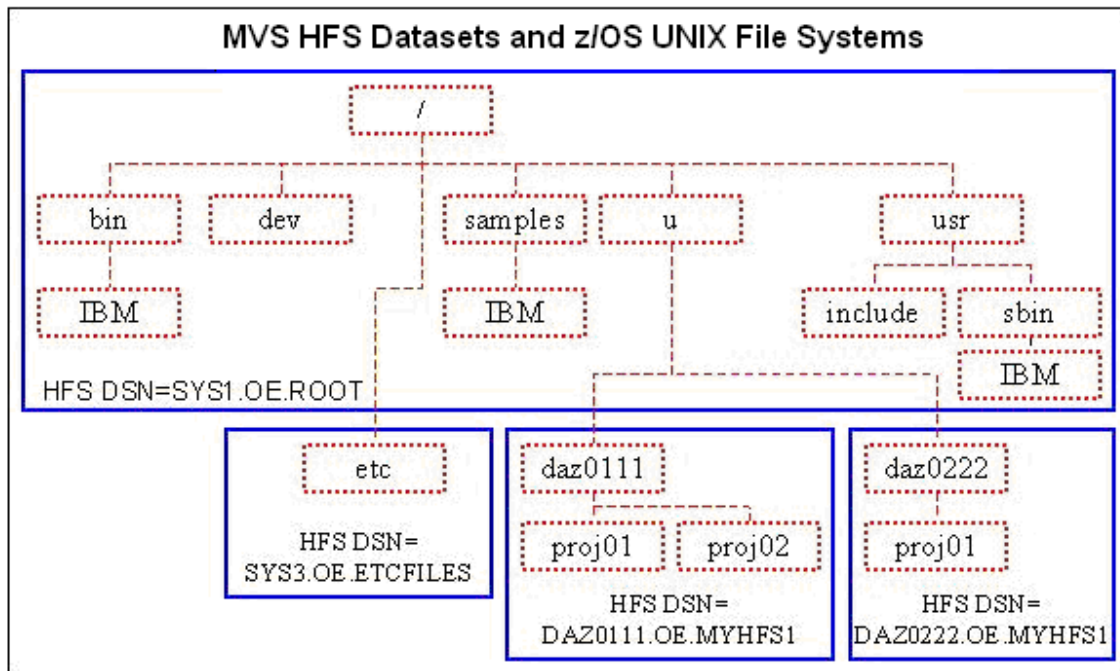 MVS HFS Datasets and z/OS UNIX File Systems
/
bin
dev
samples
u
usr
IBM
IBM
include
sbin
IBM
HFS DSN=SYS1.OE.ROOT
etc
HFS DSN=
SYS3.OE.ETCFILES
daz0111
proj01
proj02
HFS DSN=
DAZ0111.OE.MYHFS1
daz0222
proj01
HFS DSN=
DAZ0222.OE.MYHFS1